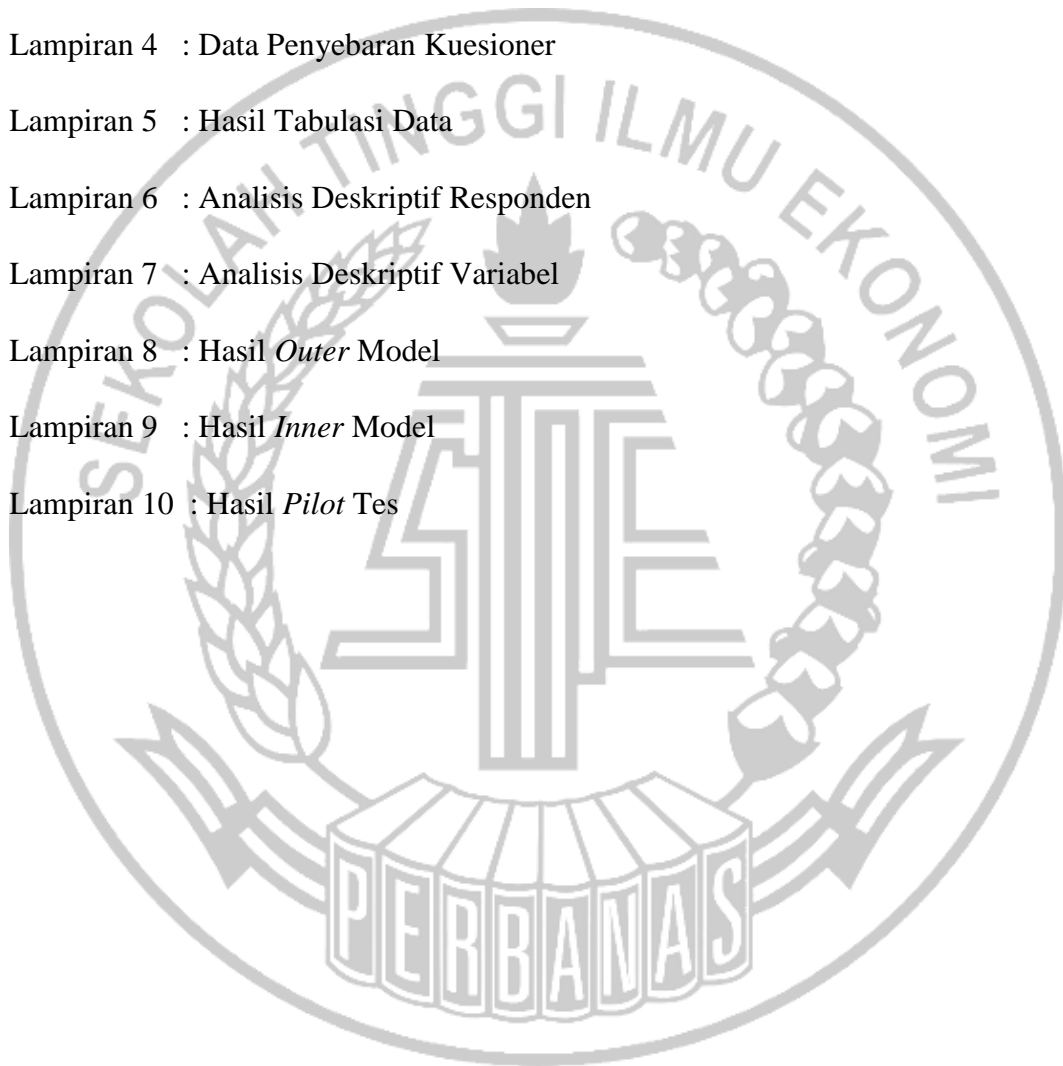 Lampiran 4 : Data Penyebaran Kuesioner
Lampiran 5 : Hasil Tabulasi Data
Lampiran 6 : Analisis Deskriptif Responden
Lampiran 7 : Analisis Deskriptif Variabel
Lampiran 8 : Hasil Outer Model
Lampiran 9 : Hasil Inner Model
Lampiran 10 : Hasil Pilot Tes
SEKOLAH TINGGI ILMU EKONOMI
STIE
PERBANAS